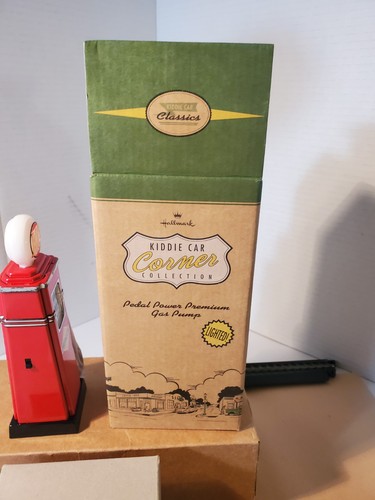 KIDDIE CAR
Classics
Hallmark
KIDDIE CAR
Corner
COLLECTION
Pedal Power Premium
Gas Pump
LIGHTED!